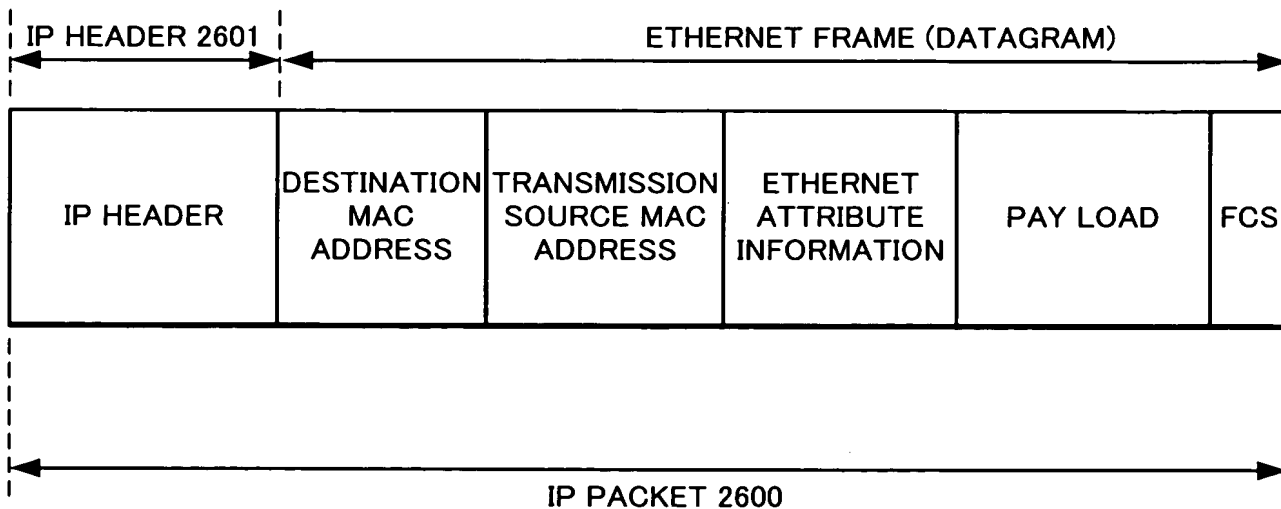 IP HEADER 2601
ETHERNET FRAME (DATAGRAM)
IP HEADER
DESTINATION
MAC
ADDRESS
TRANSMISSION
SOURCE MAC
ADDRESS
ETHERNET
ATTRIBUTE
INFORMATION
PAY LOAD
FCS
IP PACKET 2600